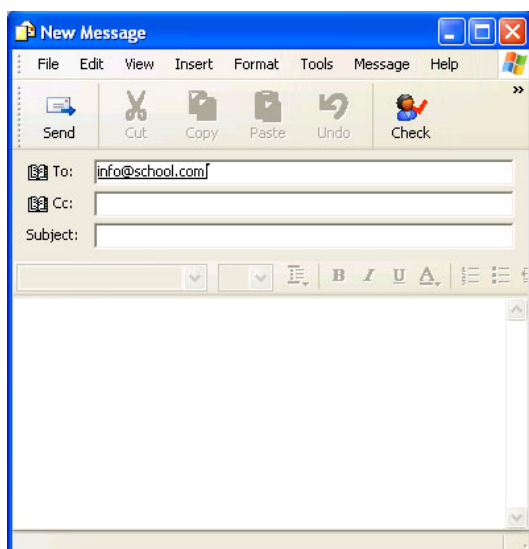 New Message
File Edit View Insert Format Tools Message Help
»
Send Cut Copy Paste Undo Check
To: info@school.com
Cc:
Subject:
B I U A